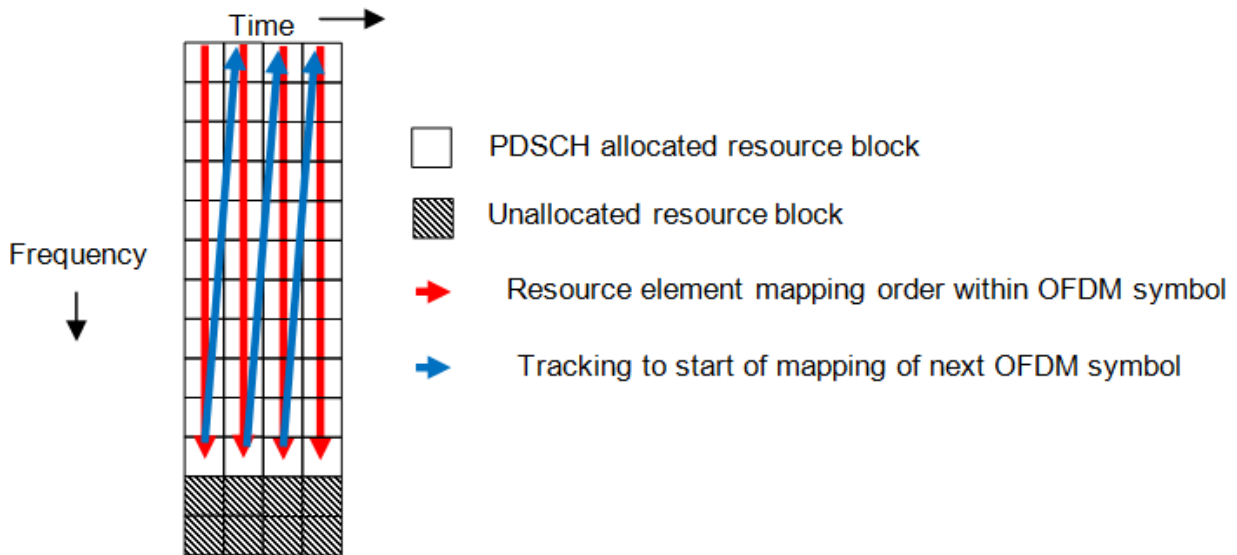 Time
PDSCH allocated resource block
Unallocated resource block
Frequency
Resource element mapping order within OFDM symbol
Tracking to start of mapping of next OFDM symbol